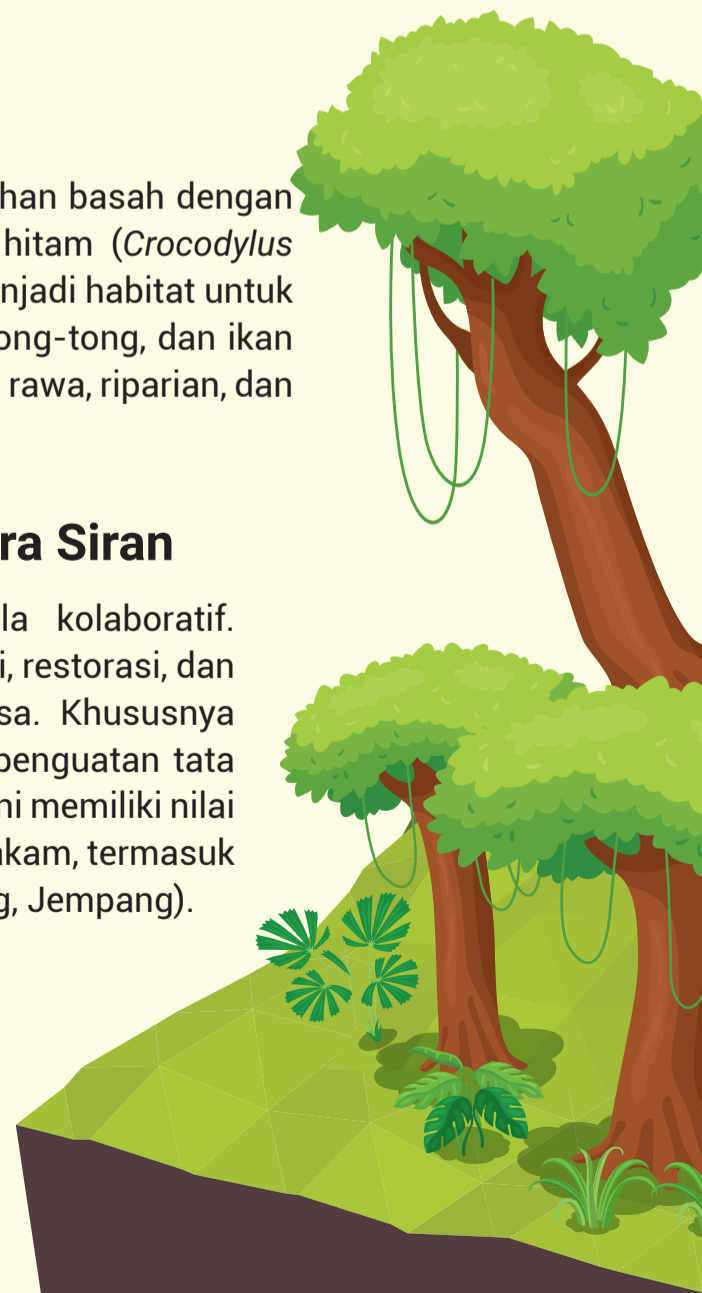 han basah dengan
hitam (Crocodylus
njadi habitat untuk
ong-tong, dan ikan
rawa, riparian, dan
ra Siran
la kolaboratif.
i, restorasi, dan
sa. Khususnya
penguatan tata
ni memiliki nilai
akam, termasuk
g, Jempang).